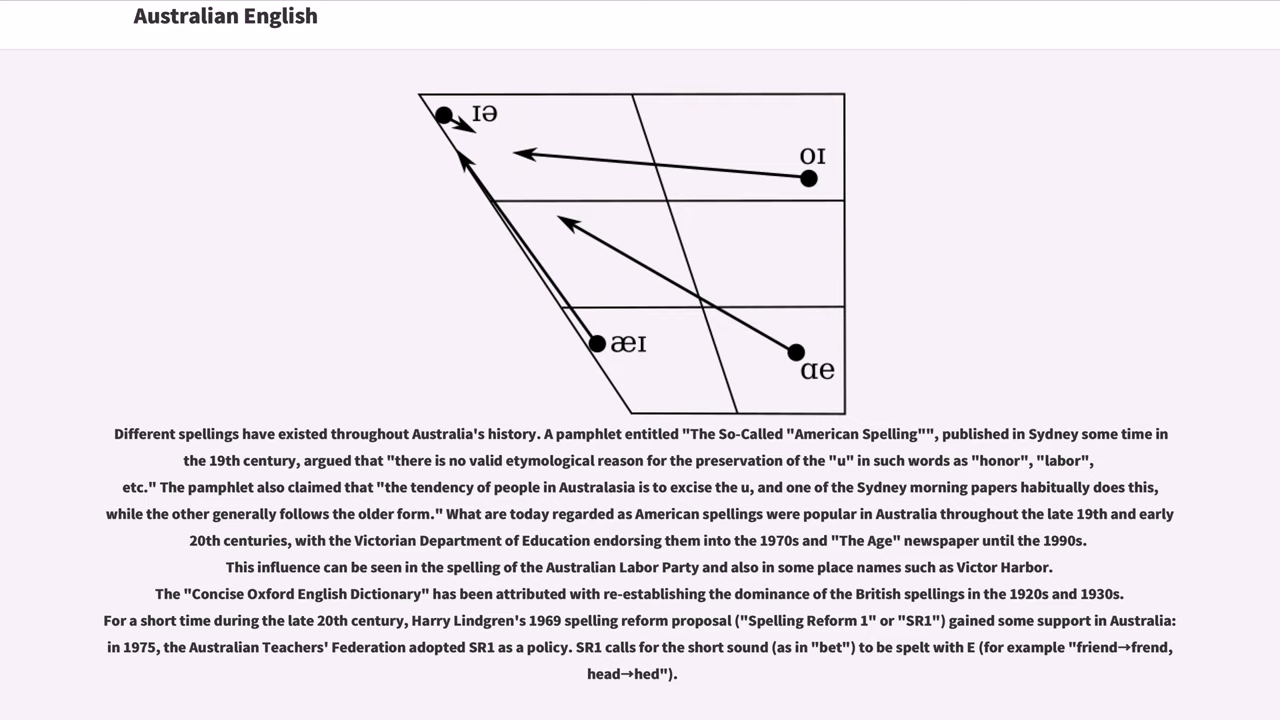 Australian English
ɪə
oɪ
æɪ
ɑe
Different spellings have existed throughout Australia's history. A pamphlet entitled "The So-Called "American Spelling"", published in Sydney some time in
the 19th century, argued that "there is no valid etymological reason for the preservation of the "u" in such words as "honor", "labor",
etc." The pamphlet also claimed that "the tendency of people in Australasia is to excise the u, and one of the Sydney morning papers habitually does this,
while the other generally follows the older form." What are today regarded as American spellings were popular in Australia throughout the late 19th and early
20th centuries, with the Victorian Department of Education endorsing them into the 1970s and "The Age" newspaper until the 1990s.
This influence can be seen in the spelling of the Australian Labor Party and also in some place names such as Victor Harbor.
The "Concise Oxford English Dictionary" has been attributed with re-establishing the dominance of the British spellings in the 1920s and 1930s.
For a short time during the late 20th century, Harry Lindgren's 1969 spelling reform proposal ("Spelling Reform 1" or "SR1") gained some support in Australia:
in 1975, the Australian Teachers' Federation adopted SR1 as a policy. SR1 calls for the short sound (as in "bet") to be spelt with E (for example "friend→frend,
head→hed").